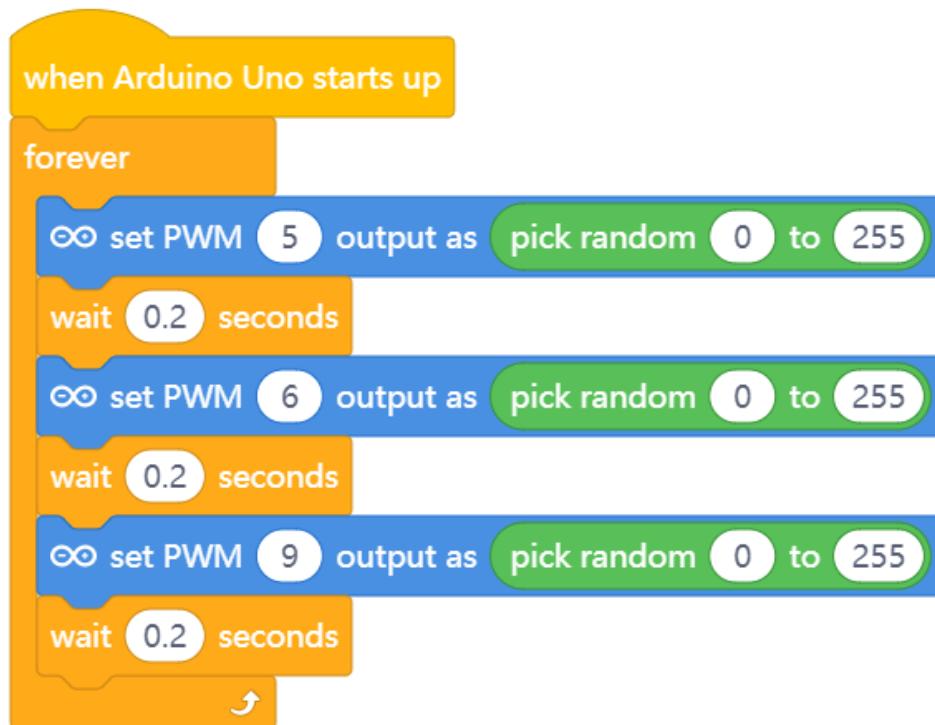 when Arduino Uno starts up
forever
set PWM 5 output as pick random 0 to 255
wait 0.2 seconds
set PWM 6 output as pick random 0 to 255
wait 0.2 seconds
set PWM 9 output as pick random 0 to 255
wait 0.2 seconds